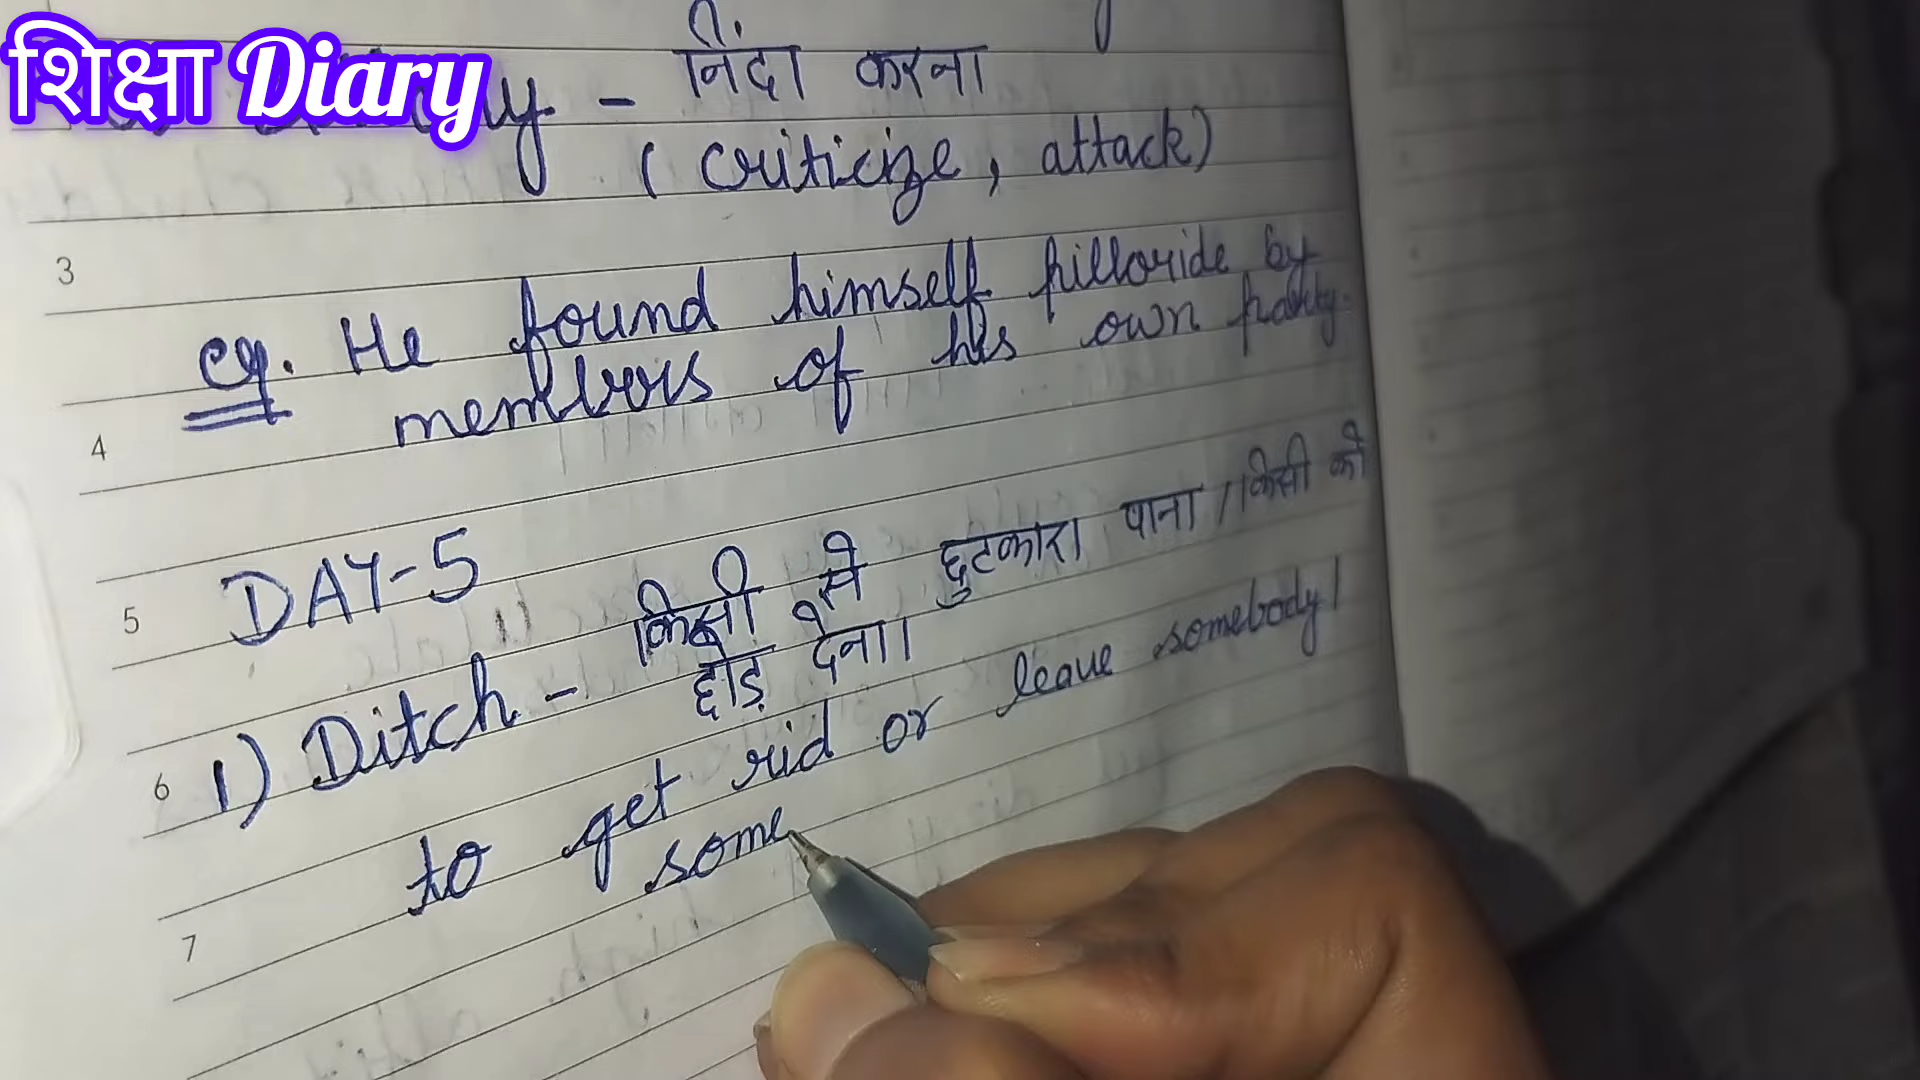 शिक्षा Diary
- निंदा करना
( criticize, attack)
3
eg. He found himself pilloride by
members of his own party.
4
DAY-5
5
1) Ditch - किसी से छुटकारा पाना / किसी को
छोड़ देना।
6
to get rid or leave somebody/
some
7